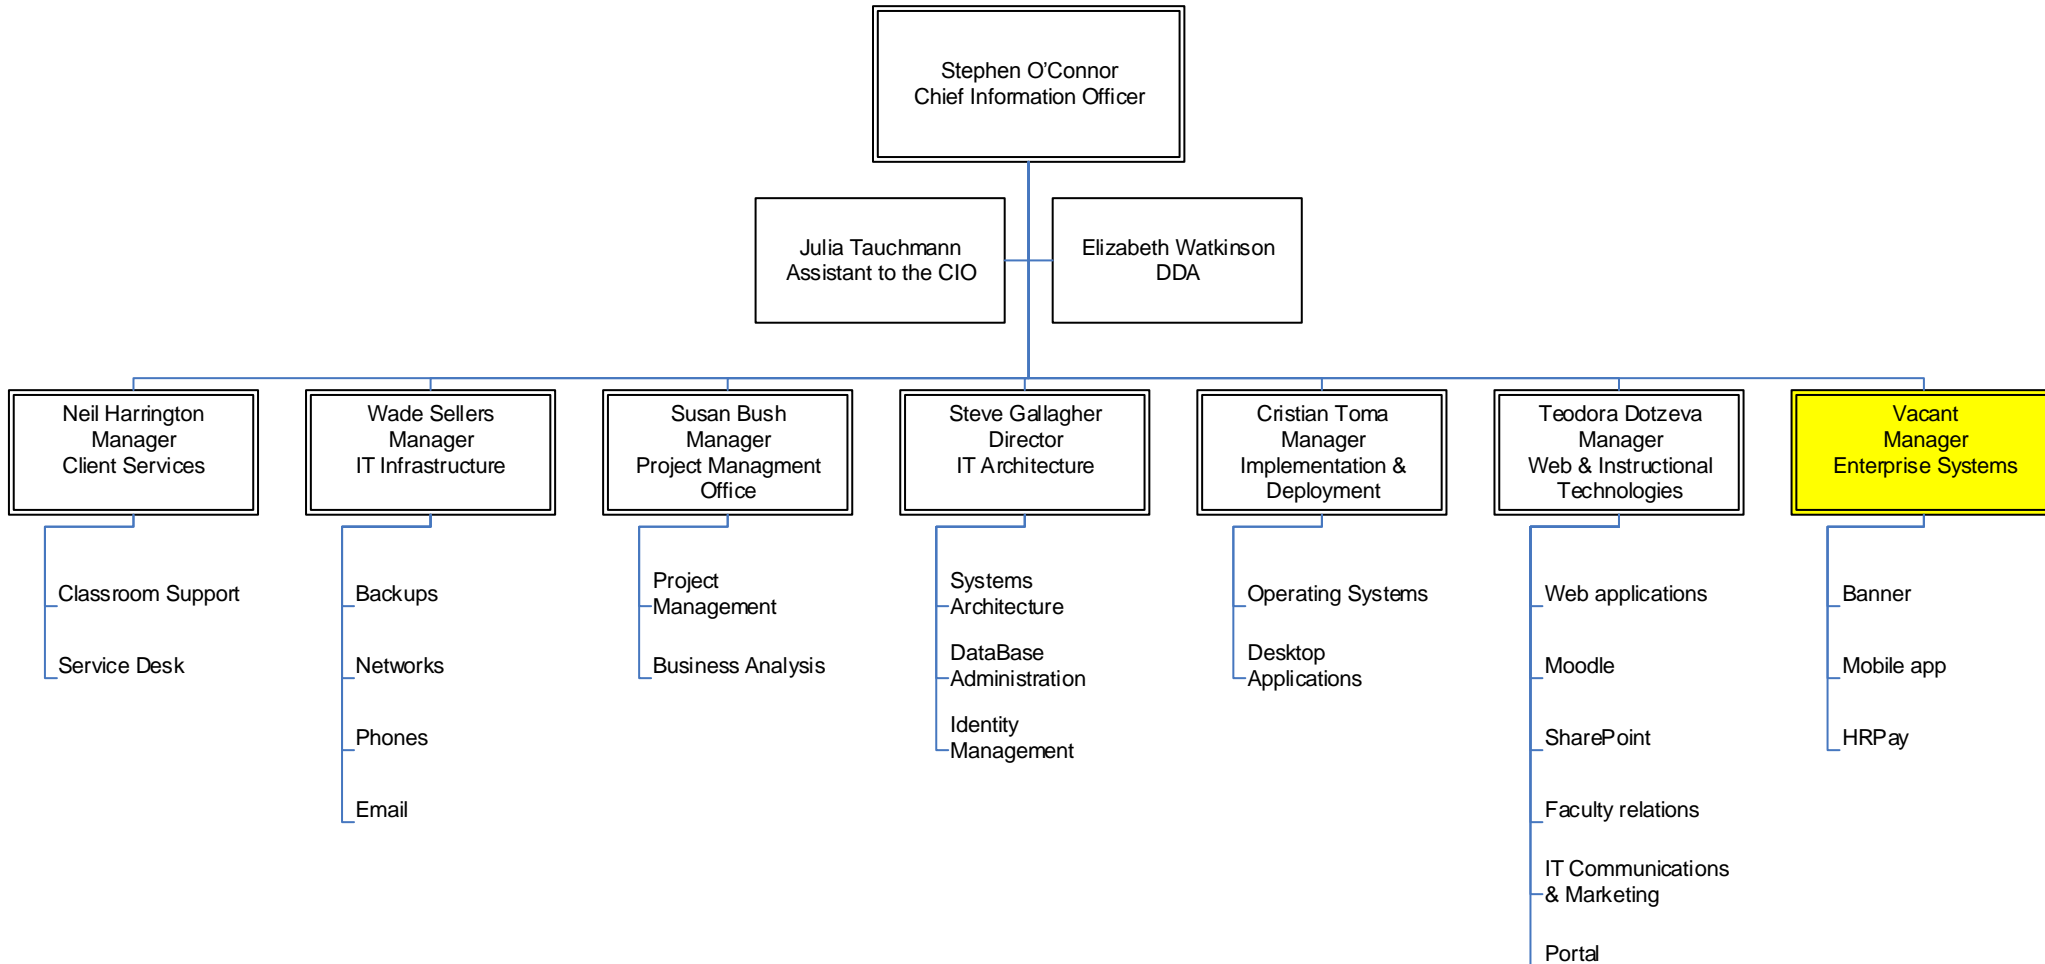 Stephen O’Connor
Chief Information Officer
Julia Tauchmann
Assistant to the CIO
Elizabeth Watkinson
DDA
Neil Harrington
Manager
Client Services
Wade Sellers
Manager
IT Infrastructure
Susan Bush
Manager
Project Managment
Office
Steve Gallagher
Director
IT Architecture
Cristian Toma
Manager
Implementation &
Deployment
Teodora Dotzeva
Manager
Web & Instructional
Technologies
Vacant
Manager
Enterprise Systems
Classroom Support
Service Desk
Backups
Networks
Phones
Email
Project
Management
Business Analysis
Systems
Architecture
DataBase
Administration
Identity
Management
Operating Systems
Desktop
Applications
Web applications
Moodle
SharePoint
Faculty relations
IT Communications
& Marketing
Portal
Banner
Mobile app
HRPay